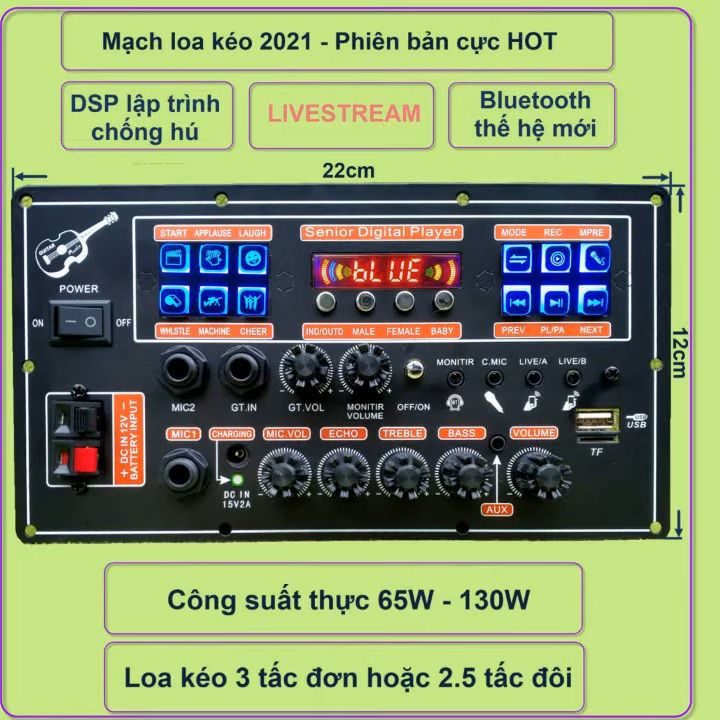 Mạch loa kéo 2021 - Phiên bản cực HOT
DSP lập trình
chống hú
LIVESTREAM
Bluetooth
thế hệ mới
22cm
GUITAR
START APPLAUSE LAUGH
Senior Digital Player
MODE REC MPRE
bLUE
POWER
ON OFF
WHLSTLE MACHINE CHEER
IND/OUTD MALE FEMALE BABY
PREV PL/PA NEXT
12cm
MIC2
GT.IN
GT.VOL
MONITIR
VOLUME
OFF/ON
MONITIR C.MIC LIVE/A LIVE/B
USB
USB
TF
+ DC IN 12V -
BATTERY INPUT
MIC1
CHARGING
MIC.VOL
ECHO
TREBLE
BASS
VOLUME
DC IN
15V2A
AUX
Công suất thực 65W - 130W
Loa kéo 3 tấc đơn hoặc 2.5 tấc đôi